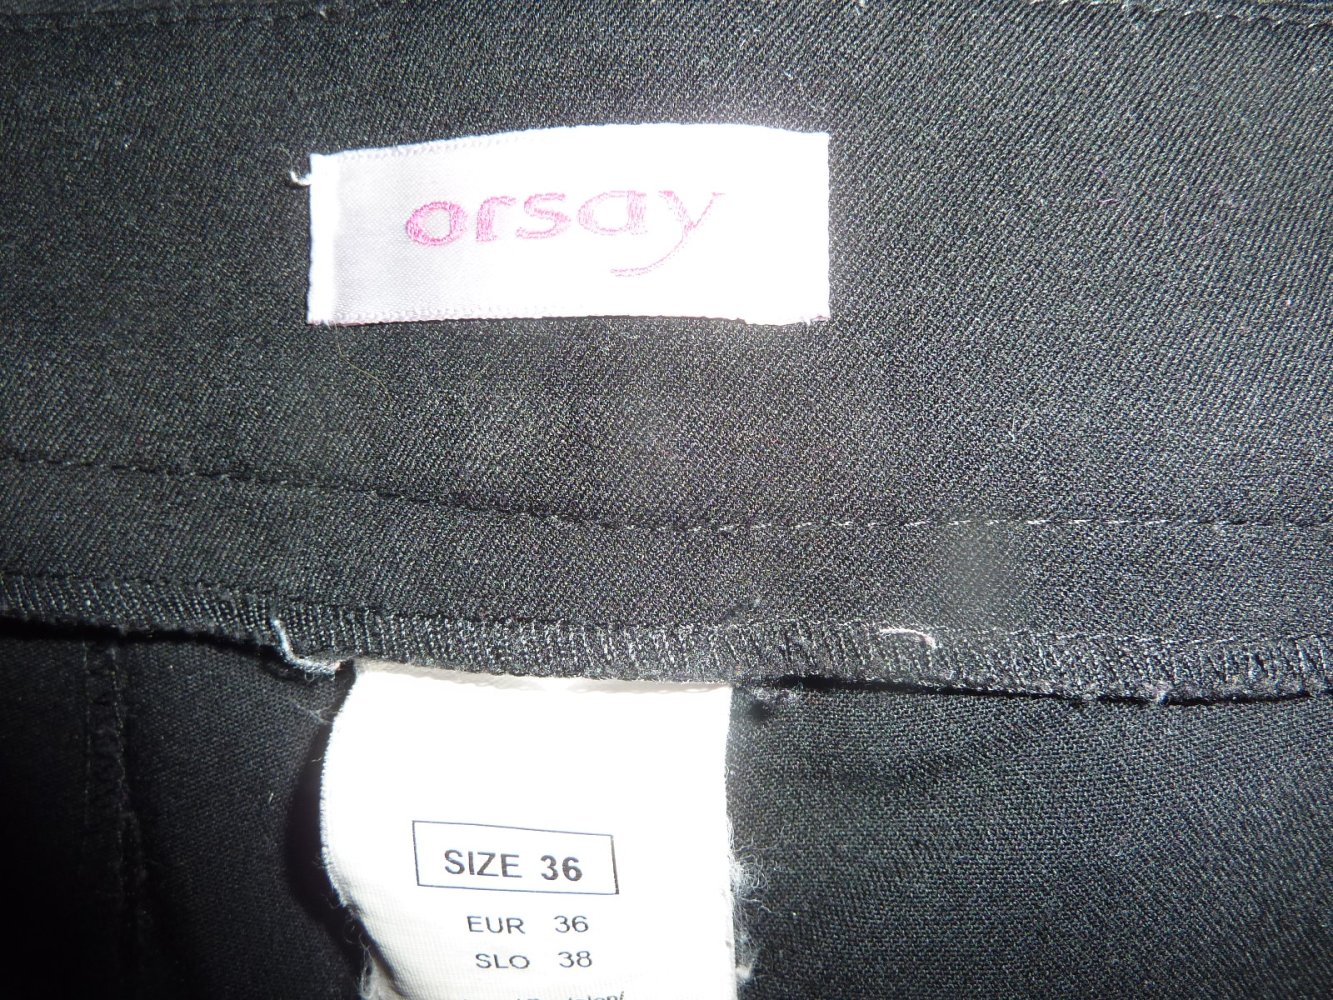 orsay
SIZE 36
EUR 36
SLO 38